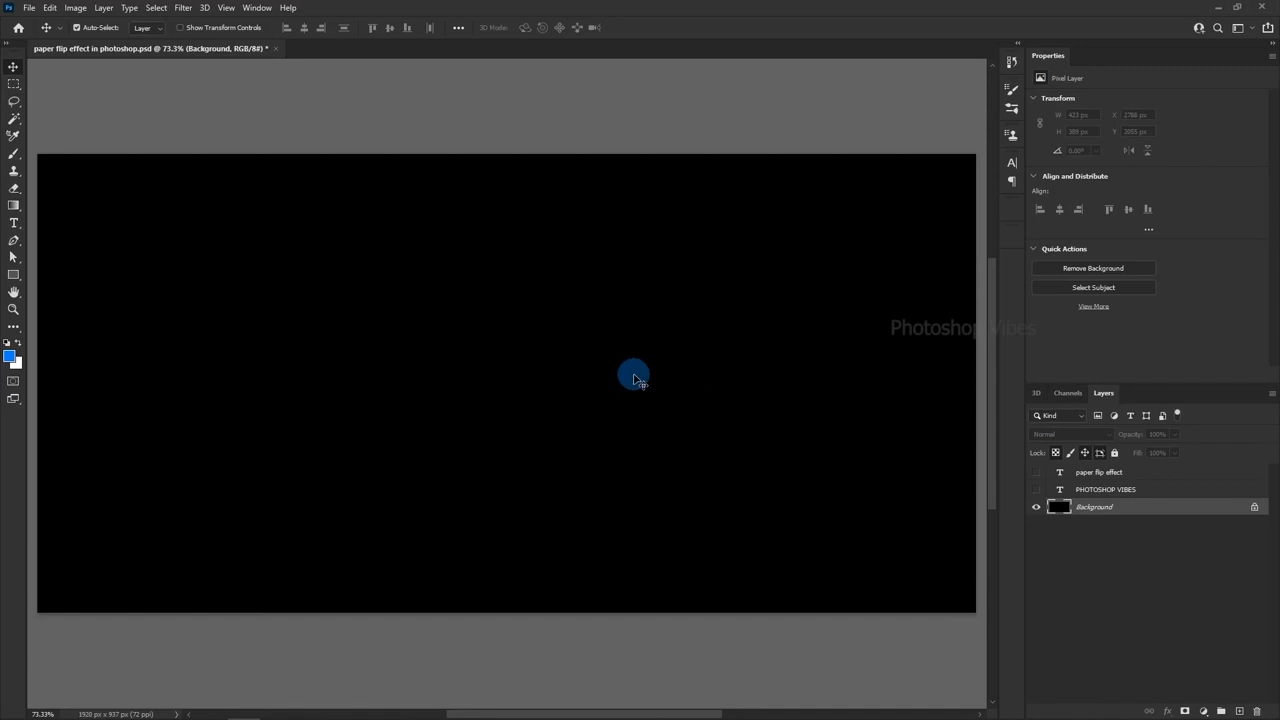 Ps File Edit Image Layer Type Select Filter 3D View Window Help
Auto-Select: Layer Show Transform Controls 3D Mode:
paper flip effect in photoshop.psd @ 73.3% (Background, RGB/8#) *
Properties
Pixel Layer
Transform
W 423 px X 2788 px
H 389 px Y 2055 px
0.00°
Align and Distribute
Align:
Quick Actions
Remove Background
Select Subject
View More
Photoshop Vibes
3D Channels Layers
Kind
Normal Opacity: 100%
Lock: Fill: 100%
paper flip effect
PHOTOSHOP VIBES
Background
73.33% 1920 px x 937 px (72 ppi)